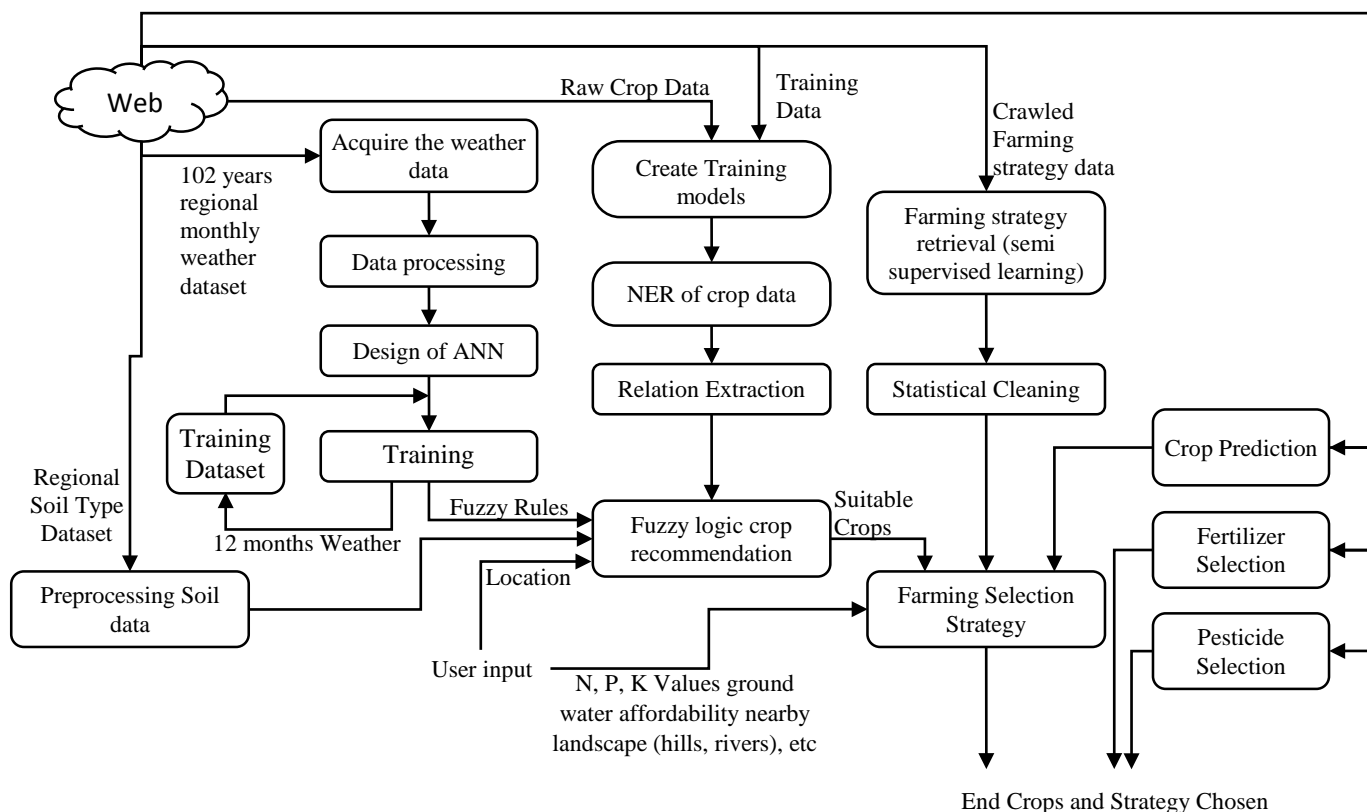 Web
Raw Crop Data
Training
Data
Crawled
Farming
strategy data
102 years
regional
monthly
weather
dataset
Acquire the weather
data
Data processing
Design of ANN
Training
Training
Dataset
12 months Weather
Fuzzy Rules
Create Training
models
NER of crop data
Relation Extraction
Fuzzy logic crop
recommendation
Suitable
Crops
Farming strategy
retrieval (semi
supervised learning)
Statistical Cleaning
Farming Selection
Strategy
Crop Prediction
Fertilizer
Selection
Pesticide
Selection
Regional
Soil Type
Dataset
Preprocessing Soil
data
Location
User input
N, P, K Values ground
water affordability nearby
landscape (hills, rivers), etc
End Crops and Strategy Chosen